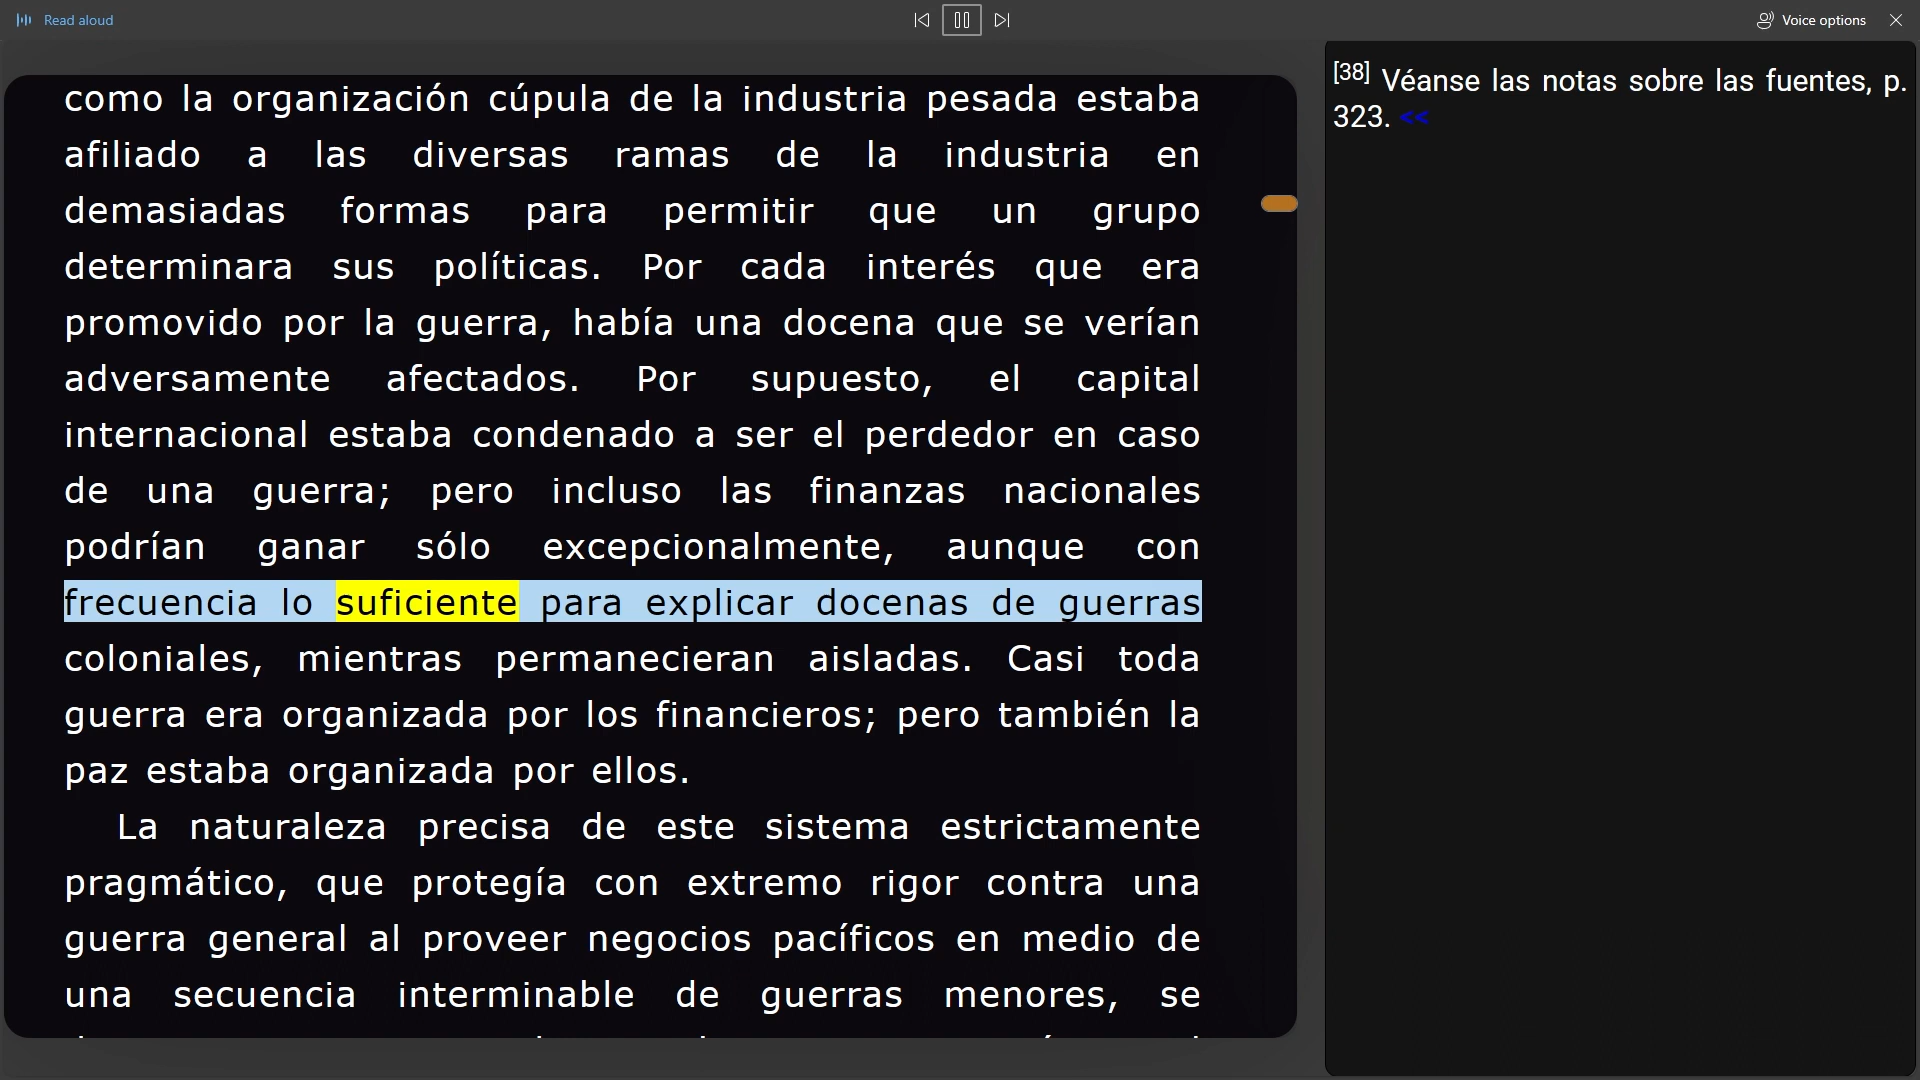 Read aloud
Voice options
como la organización cúpula de la industria pesada estaba
afiliado a las diversas ramas de la industria en
demasiadas formas para permitir que un grupo
determinara sus políticas. Por cada interés que era
promovido por la guerra, había una docena que se verían
adversamente afectados. Por supuesto, el capital
internacional estaba condenado a ser el perdedor en caso
de una guerra; pero incluso las finanzas nacionales
podrían ganar sólo excepcionalmente, aunque con
frecuencia lo suficiente para explicar docenas de guerras
coloniales, mientras permanecieran aisladas. Casi toda
guerra era organizada por los financieros; pero también la
paz estaba organizada por ellos.
La naturaleza precisa de este sistema estrictamente
pragmático, que protegía con extremo rigor contra una
guerra general al proveer negocios pacíficos en medio de
una secuencia interminable de guerras menores, se
[38] Véanse las notas sobre las fuentes, p.
323. <<